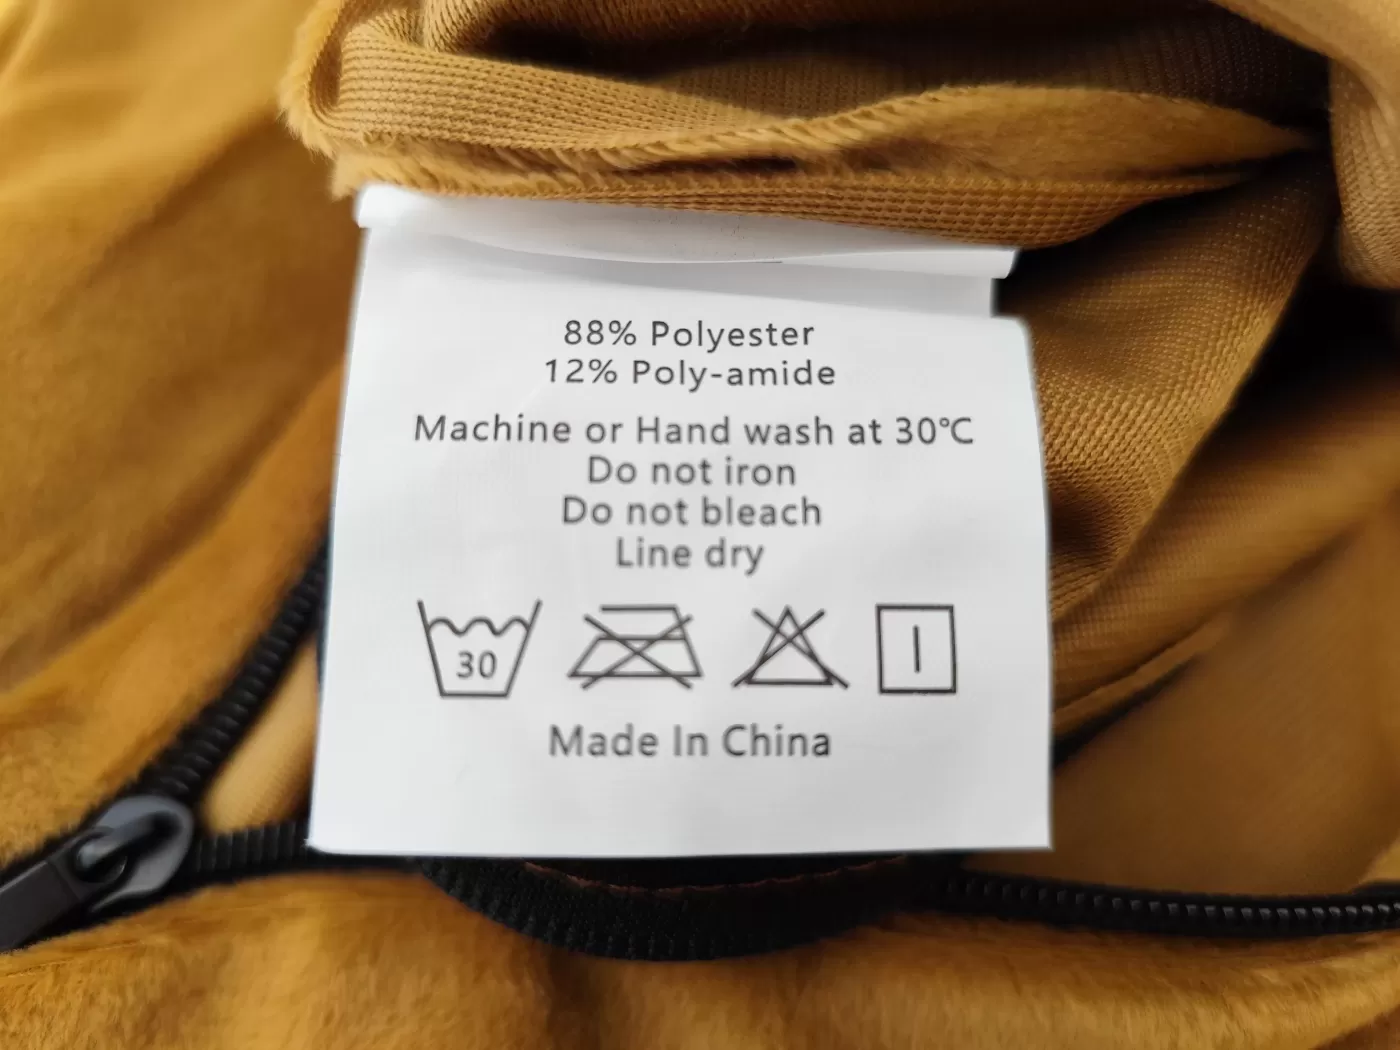 88% Polyester
12% Poly-amide
Machine or Hand wash at 30℃
Do not iron
Do not bleach
Line dry
30
Made In China